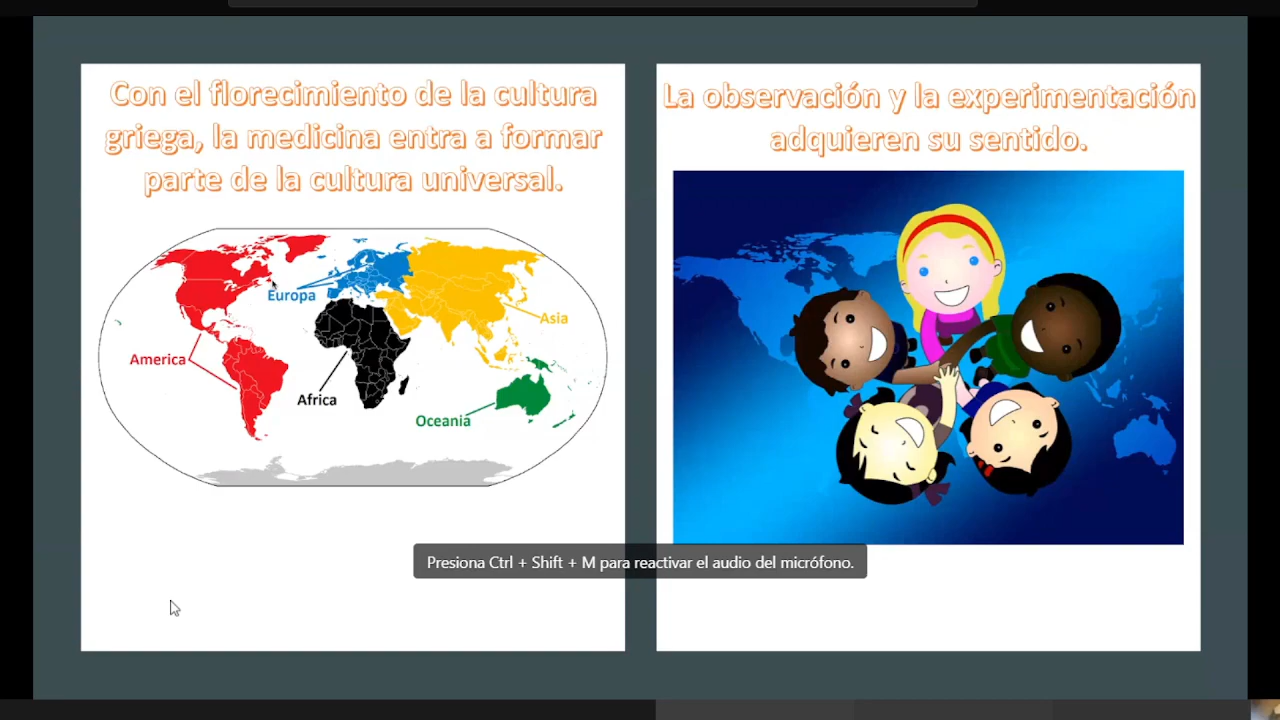 Con el florecimiento de la cultura
griega, la medicina entra a formar
parte de la cultura universal.
Europa
Asia
America
Africa
Oceania
La observación y la experimentación
adquieren su sentido.
Presiona Ctrl + Shift + M para reactivar el audio del micrófono.